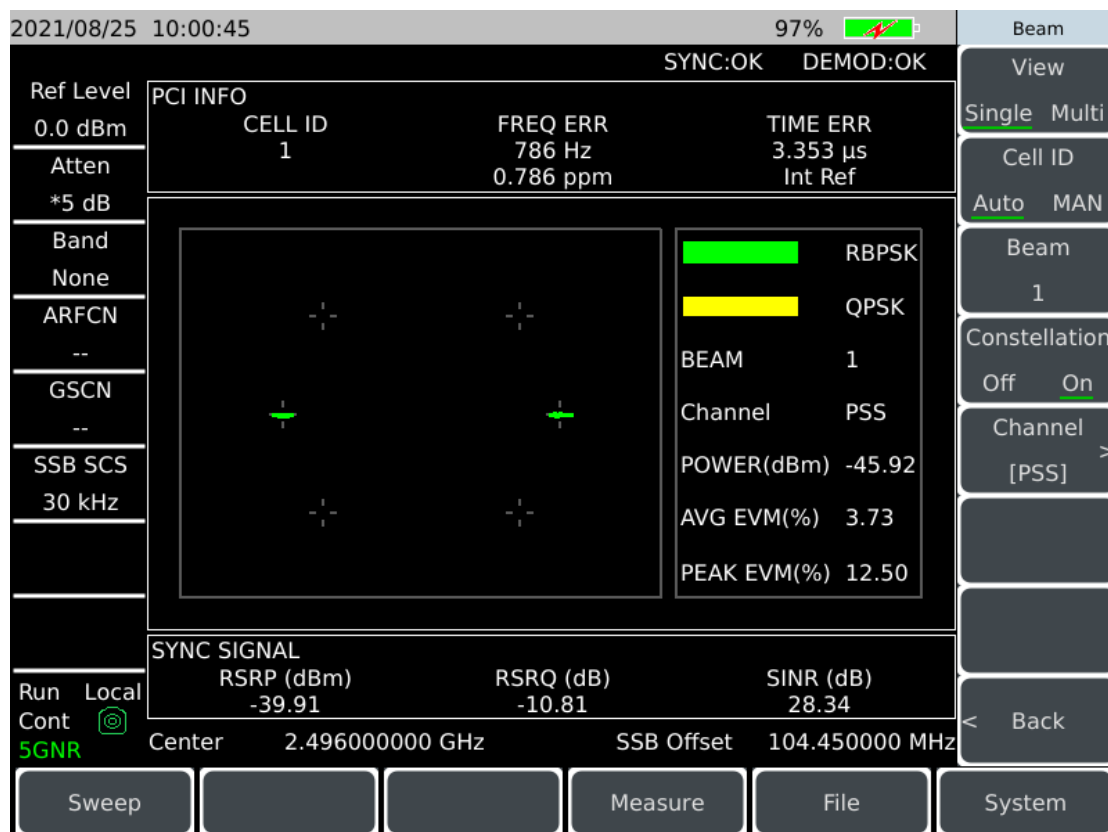 2021/08/25 10:00:45 97%
SYNC:OK DEMOD:OK
Ref Level
0.0 dBm
Atten
*5 dB
Band
None
ARFCN
--
GSCN
--
SSB SCS
30 kHz
Run Local
Cont
5GNR
PCI INFO
CELL ID FREQ ERR TIME ERR
1 786 Hz 3.353 µs
0.786 ppm Int Ref
RBPSK
QPSK
BEAM 1
Channel PSS
POWER(dBm) -45.92
AVG EVM(%) 3.73
PEAK EVM(%) 12.50
SYNC SIGNAL
RSRP (dBm) RSRQ (dB) SINR (dB)
-39.91 -10.81 28.34
Center 2.496000000 GHz SSB Offset 104.450000 MHz
Beam
View
Single Multi
Cell ID
Auto MAN
Beam
1
Constellation
Off On
Channel >
[PSS]
< Back
Sweep Measure File System